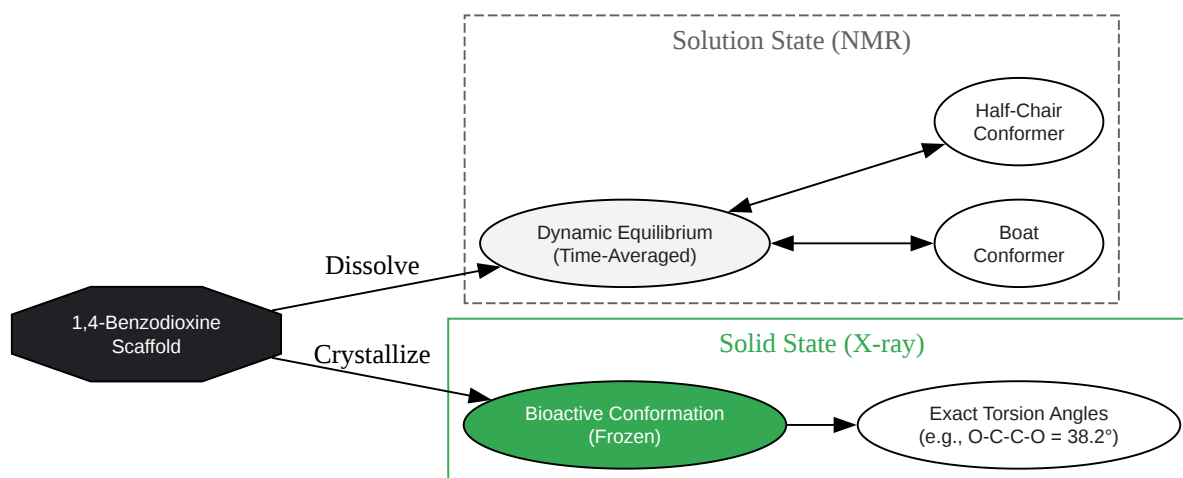 Solution State (NMR)
Half-Chair
Conformer
Dynamic Equilibrium
(Time-Averaged)
Boat
Conformer
Dissolve
1,4-Benzodioxine
Scaffold
Crystallize
Solid State (X-ray)
Bioactive Conformation
(Frozen)
Exact Torsion Angles
(e.g., O-C-C-O = 38.2°)